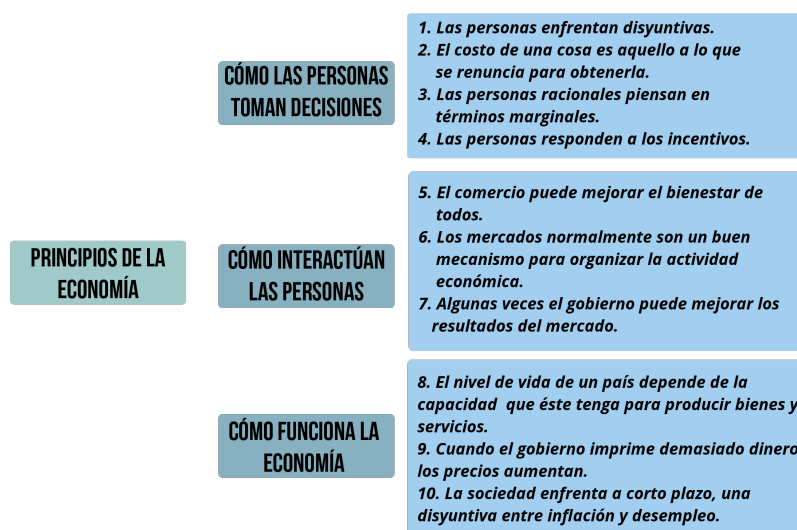 PRINCIPIOS DE LA
ECONOMÍA
CÓMO LAS PERSONAS
TOMAN DECISIONES
1. Las personas enfrentan disyuntivas.
2. El costo de una cosa es aquello a lo que
se renuncia para obtenerla.
3. Las personas racionales piensan en
términos marginales.
4. Las personas responden a los incentivos.
CÓMO INTERACTÚAN
LAS PERSONAS
5. El comercio puede mejorar el bienestar de
todos.
6. Los mercados normalmente son un buen
mecanismo para organizar la actividad
económica.
7. Algunas veces el gobierno puede mejorar los
resultados del mercado.
CÓMO FUNCIONA LA
ECONOMÍA
8. El nivel de vida de un país depende de la
capacidad que éste tenga para producir bienes y
servicios.
9. Cuando el gobierno imprime demasiado dinero
los precios aumentan.
10. La sociedad enfrenta a corto plazo, una
disyuntiva entre inflación y desempleo.